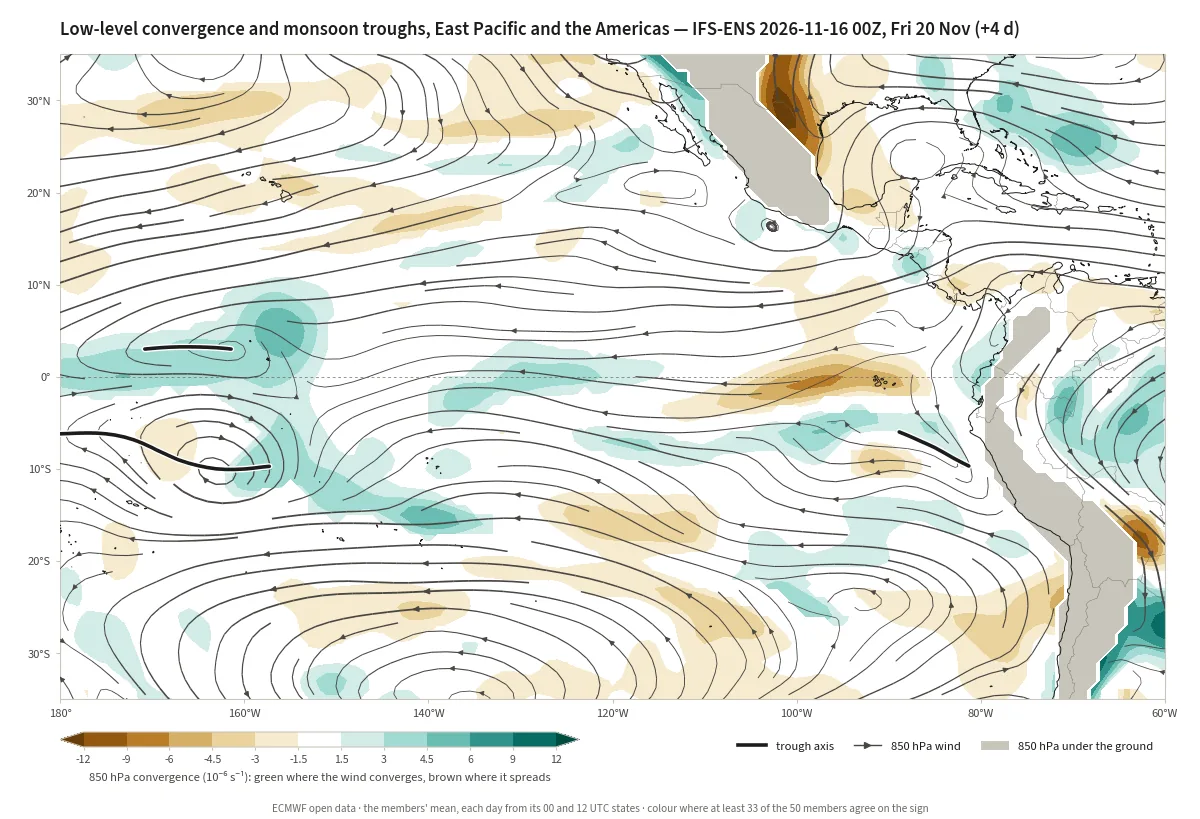 Low-level convergence and monsoon troughs, East Pacific and the Americas — IFS-ENS 2026-11-16 00Z, Fri 20 Nov (+4 d)
30°N
20°N
10°N
0°
10°S
20°S
30°S
180° 160°W 140°W 120°W 100°W 80°W 60°W
-12 -9 -6 -4.5 -3 -1.5 1.5 3 4.5 6 9 12
850 hPa convergence (10⁻⁶ s⁻¹): green where the wind converges, brown where it spreads
trough axis 850 hPa wind 850 hPa under the ground
ECMWF open data · the members' mean, each day from its 00 and 12 UTC states · colour where at least 33 of the 50 members agree on the sign